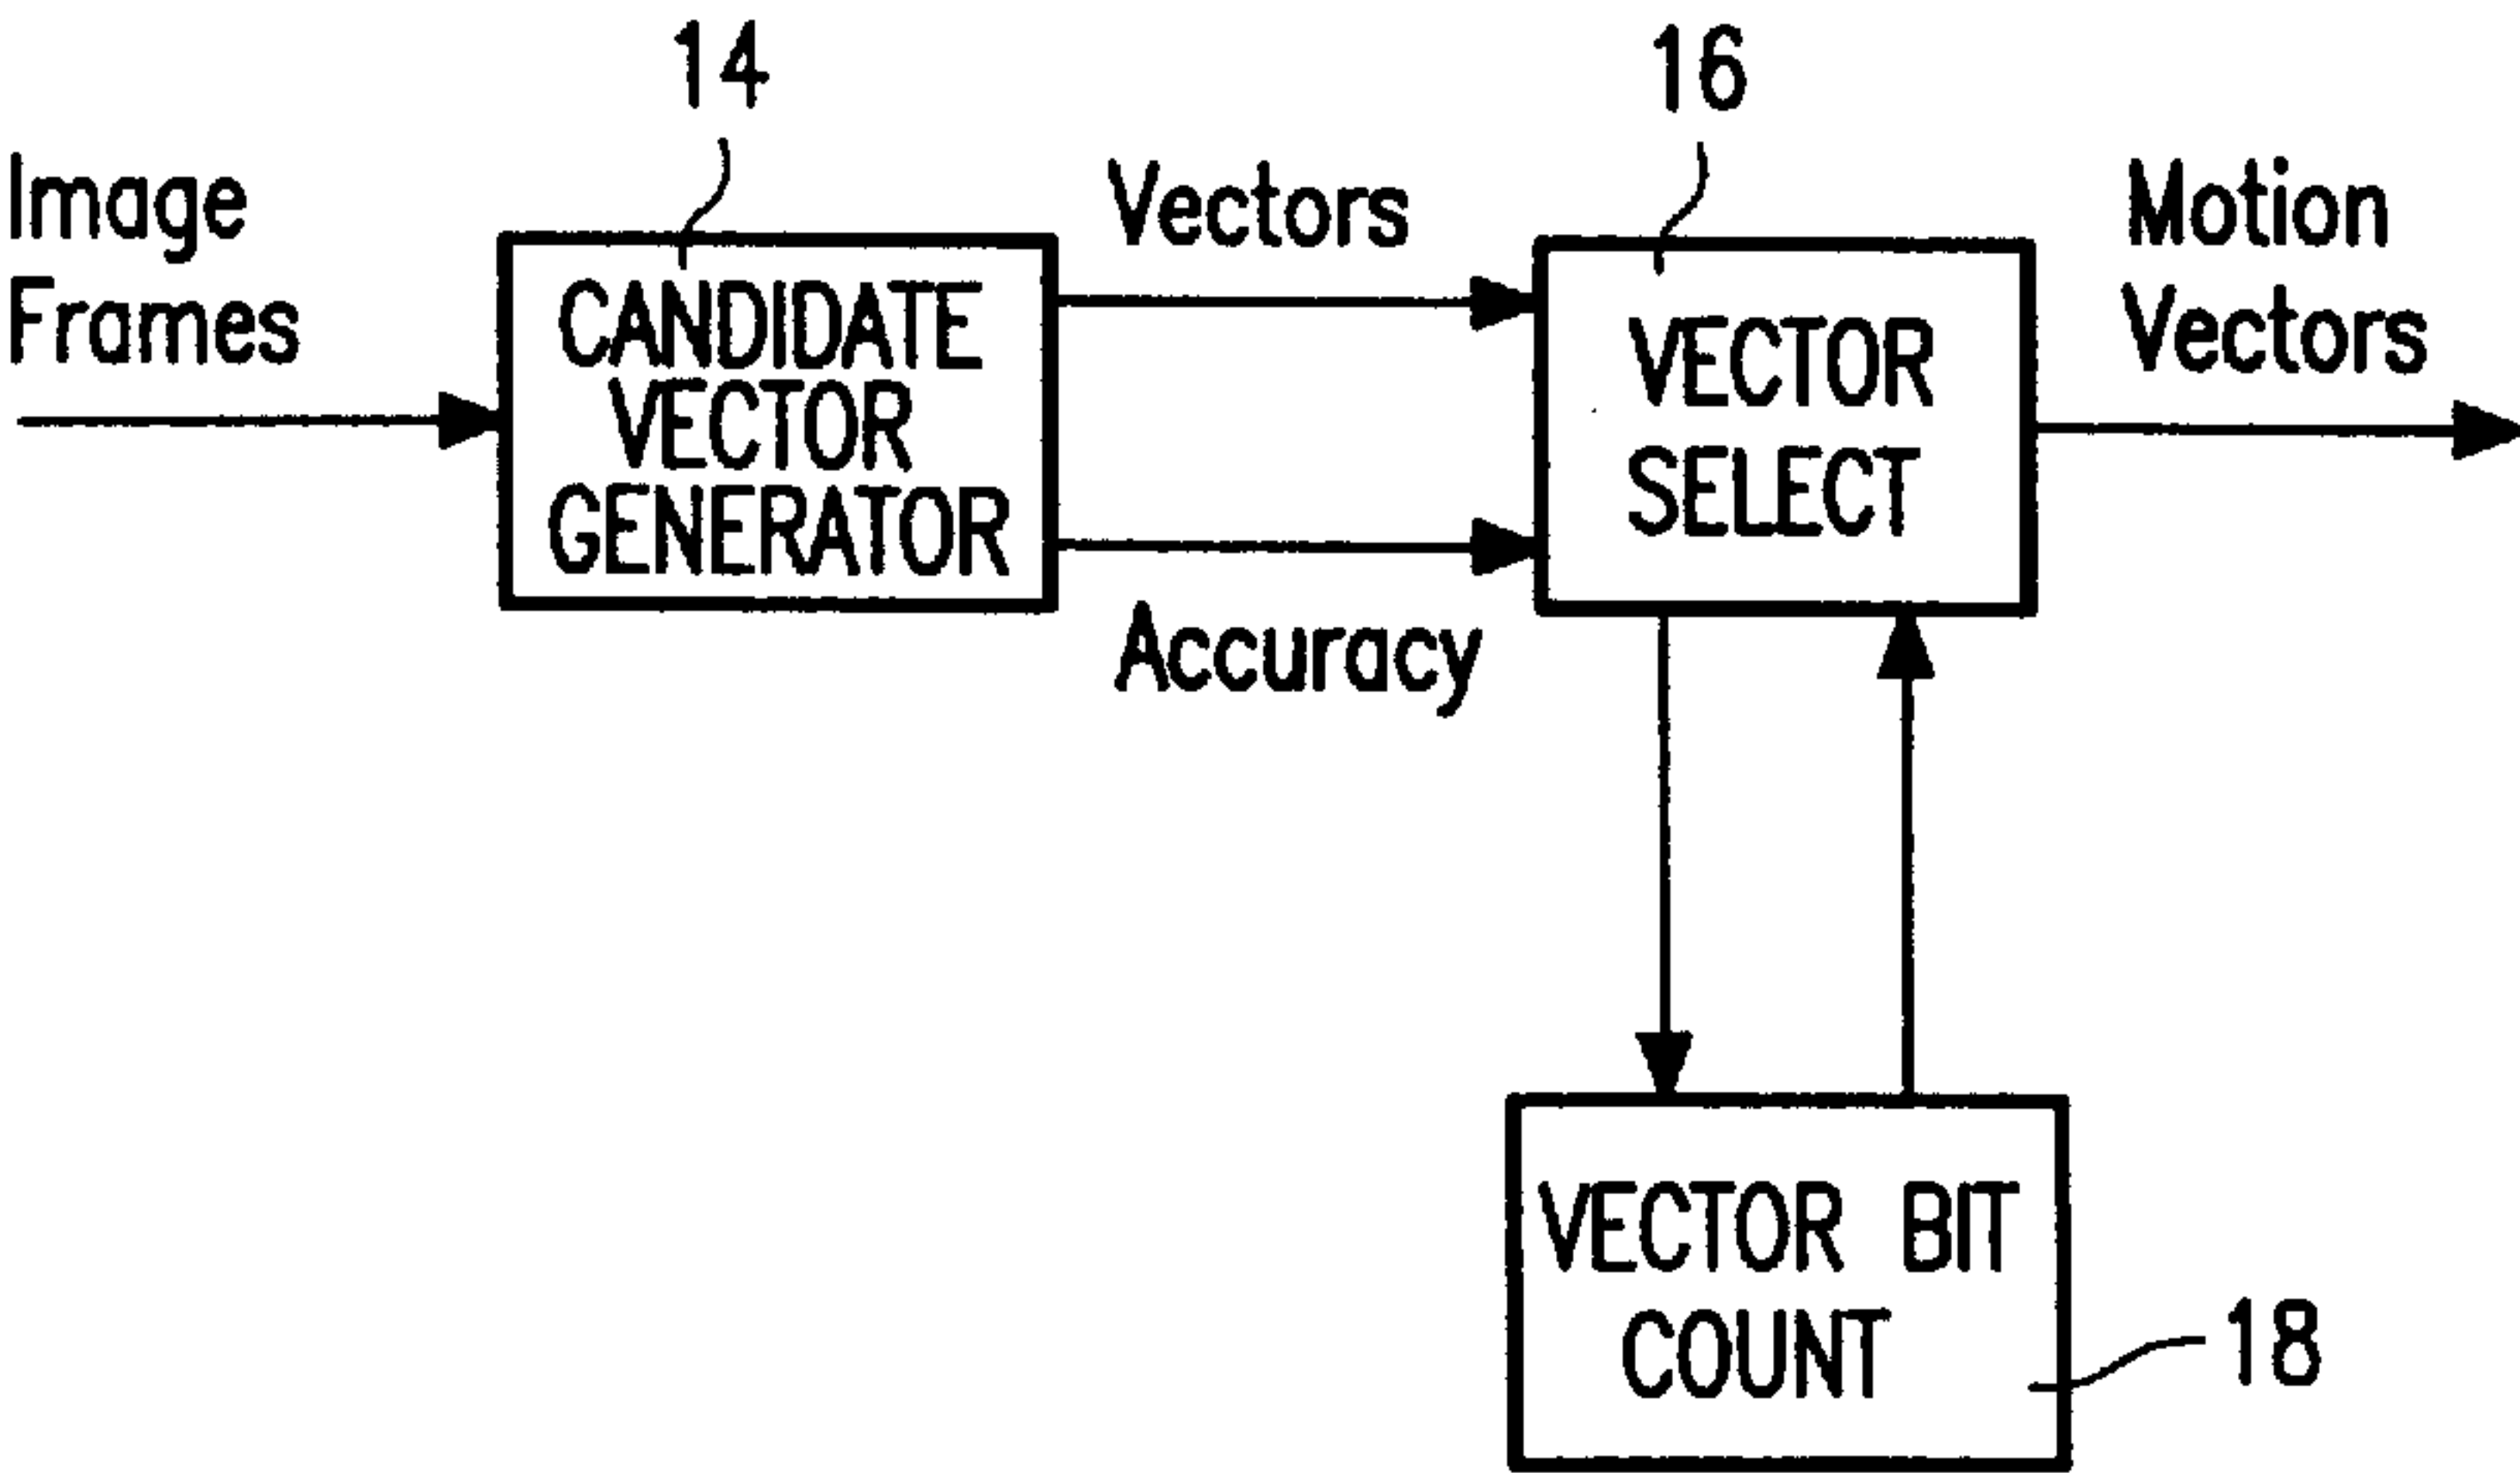 14
16
Image
Frames
Vectors
Motion
Vectors
CANDIDATE
VECTOR
GENERATOR
VECTOR
SELECT
Accuracy
VECTOR BIT
COUNT
18